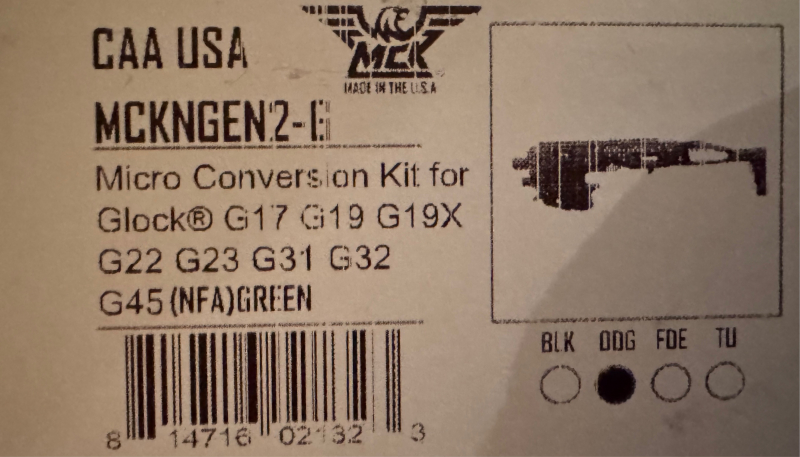 CAA USA
MCK
MADE IN THE U.S.A
MCKNGEN2-
Micro Conversion Kit for
Glock® G17 G19 G19X
G22 G23 G31 G32
G45 (NFA)GREEN
BLK ODG FDE TU
8 14716 02132 3